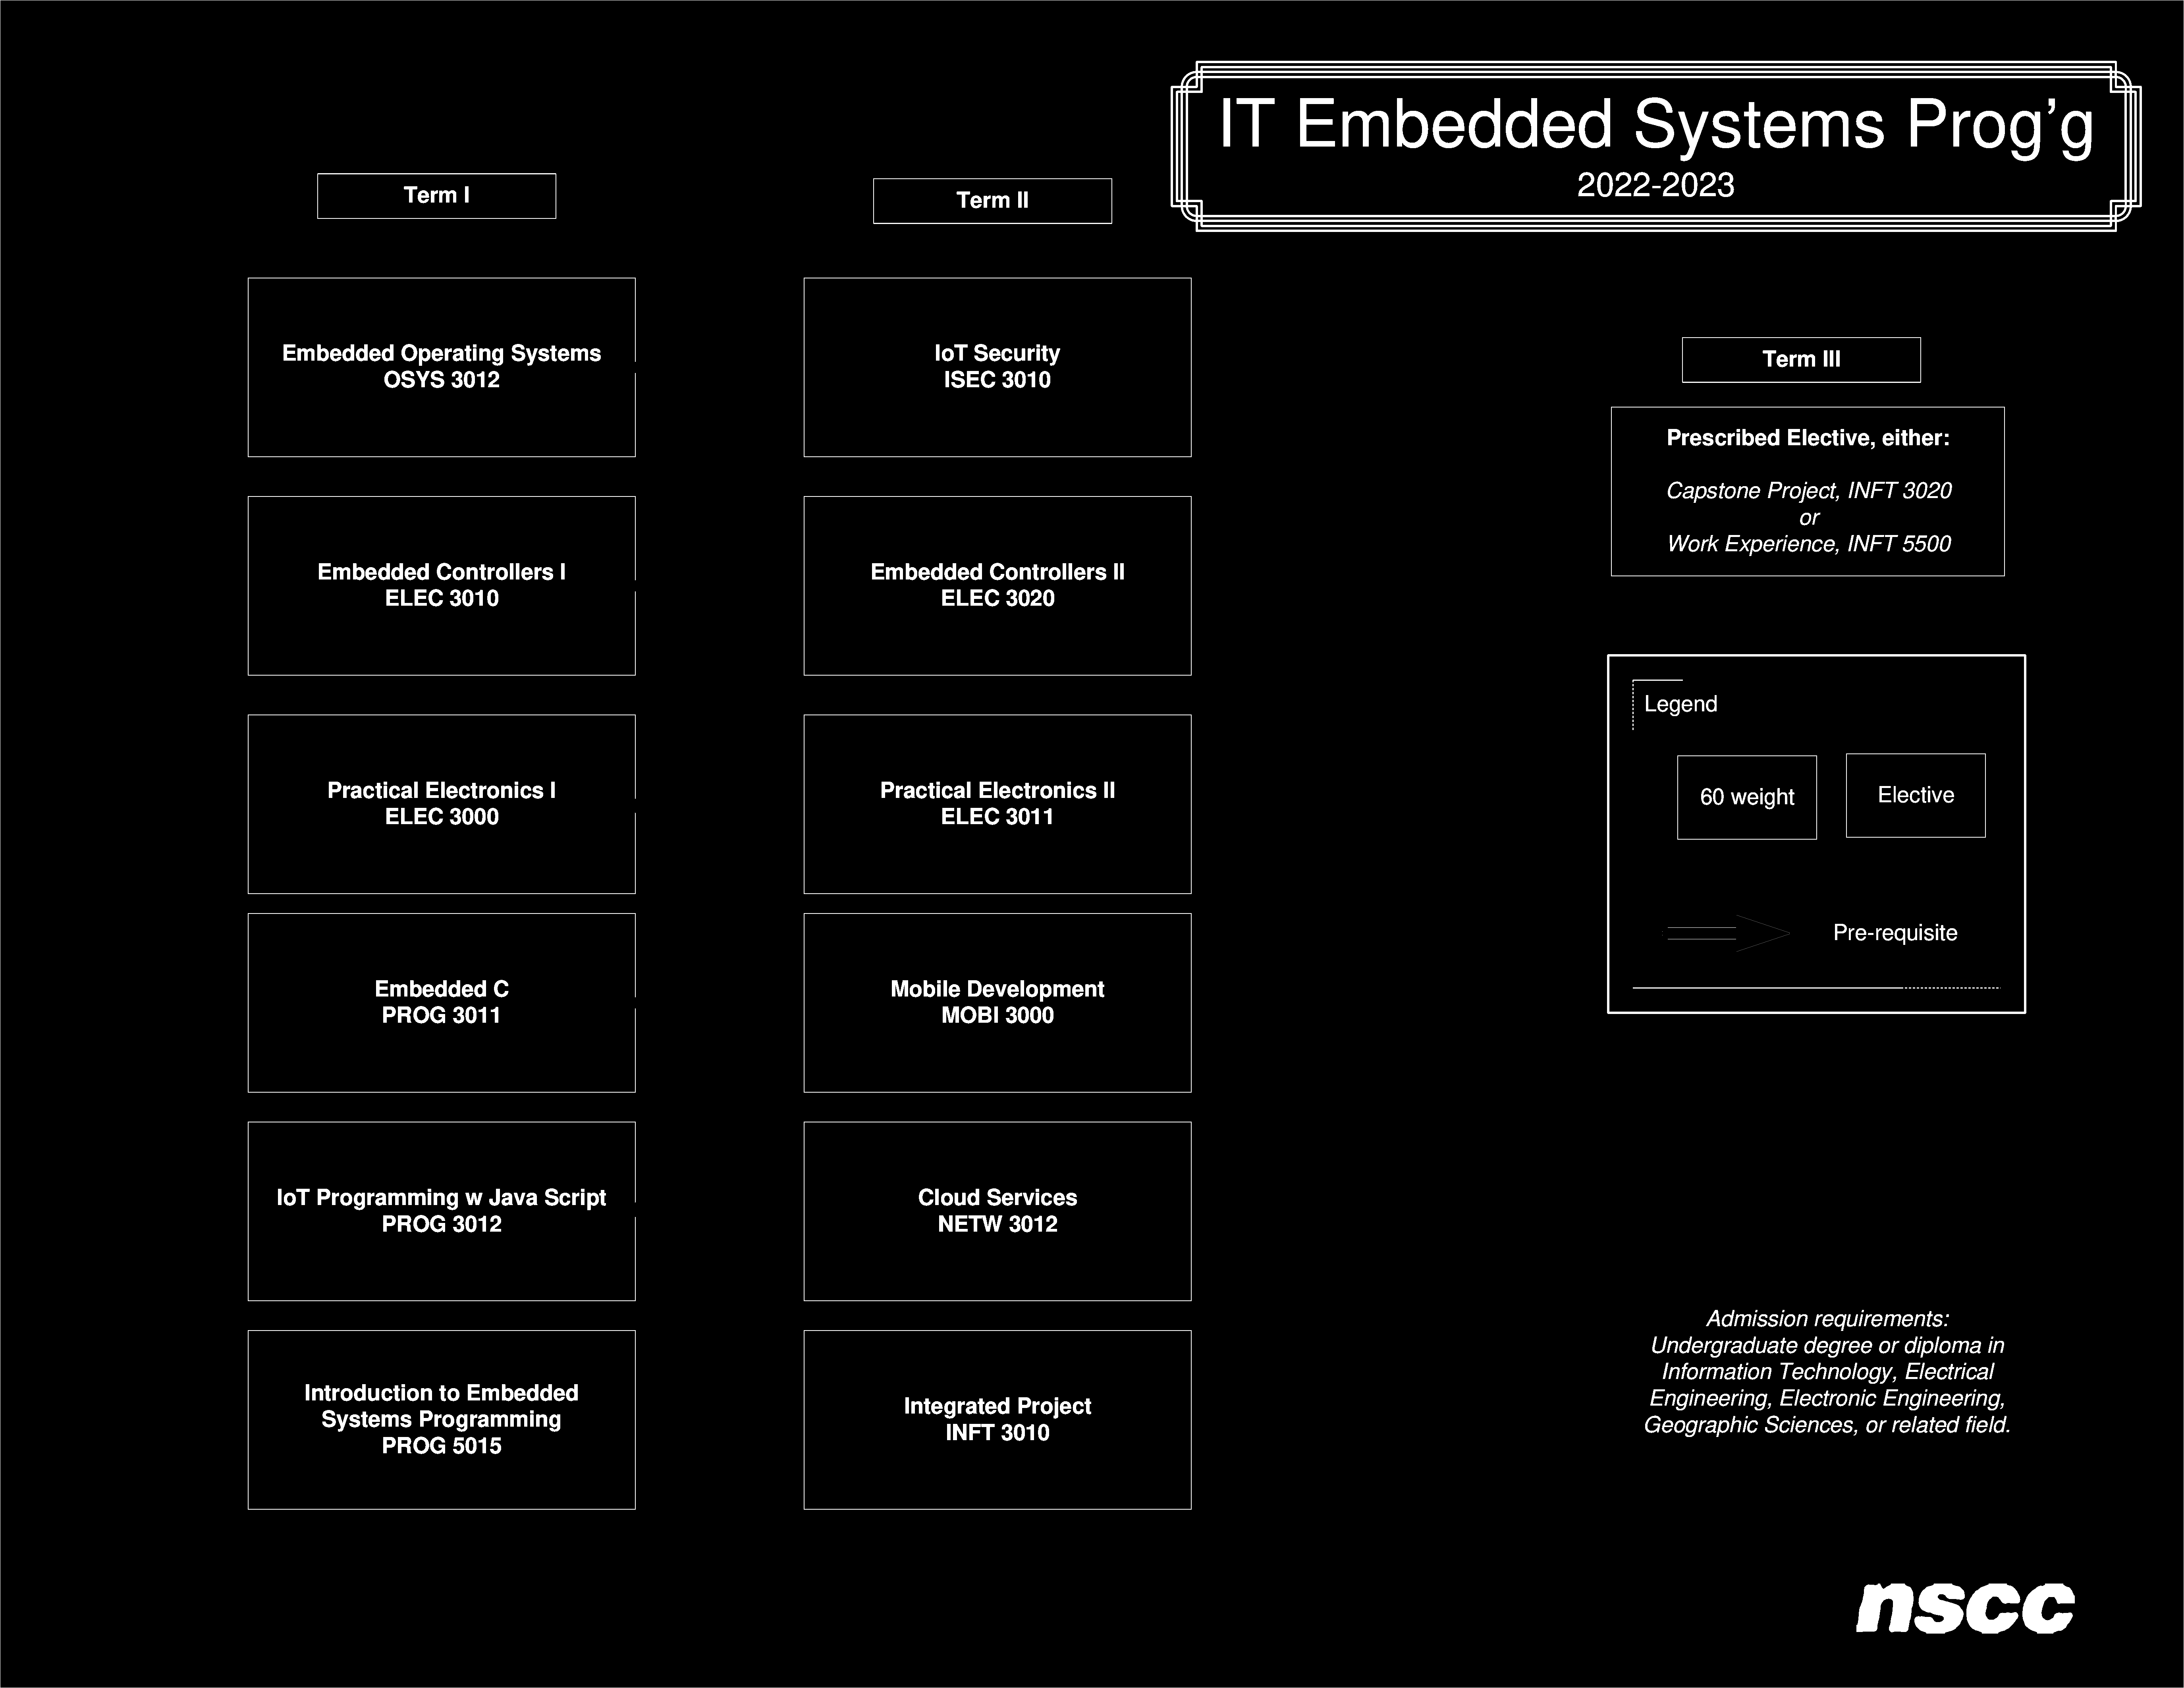 IT Embedded Systems Prog’g
2022-2023
Term I
Embedded Operating Systems
OSYS 3012
Embedded Controllers I
ELEC 3010
Practical Electronics I
ELEC 3000
Embedded C
PROG 3011
IoT Programming w Java Script
PROG 3012
Introduction to Embedded
Systems Programming
PROG 5015
Term II
IoT Security
ISEC 3010
Embedded Controllers II
ELEC 3020
Practical Electronics II
ELEC 3011
Mobile Development
MOBI 3000
Cloud Services
NETW 3012
Integrated Project
INFT 3010
Term III
Prescribed Elective, either:
Capstone Project, INFT 3020
or
Work Experience, INFT 5500
Legend
60 weight
Elective
Pre-requisite
Admission requirements:
Undergraduate degree or diploma in
Information Technology, Electrical
Engineering, Electronic Engineering,
Geographic Sciences, or related field.
nscc